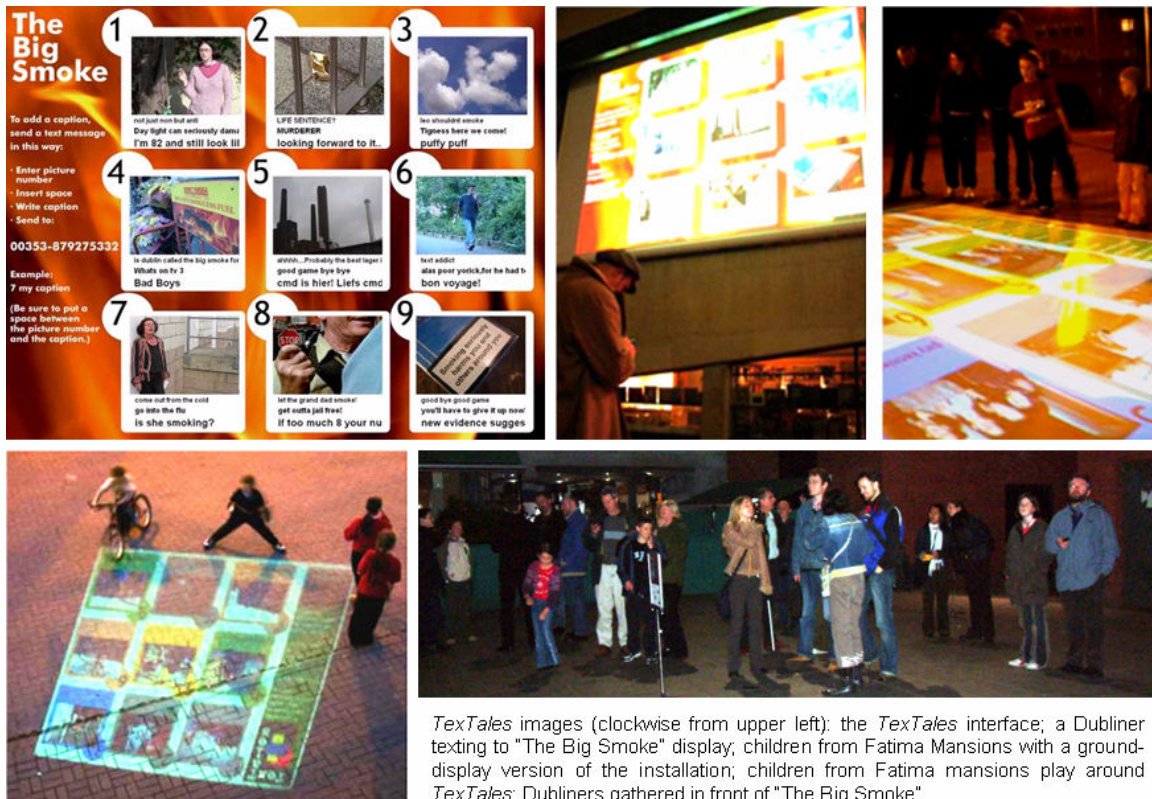 The
Big
Smoke
To add a caption,
send a text message
in this way:
· Enter picture
number
· Insert space
· Write caption
· Send to:
00353-879275332
Example:
7 my caption
(Be sure to put a
space between
the picture number
and the caption.)
1
not just non but anti
Day light can seriously dama
I'm 82 and still look lil
2
LIFE SENTENCE?
MURDERER
looking forward to it..
3
leo shouldnt smoke
Tigness here we come!
puffy puff
4
is dublin called the big smoke for
Whats on tv 3
Bad Boys
5
ahhhh...Probably the best lager i
good game bye bye
cmd is hier! Liefs cmd
6
text addict
alas poor yorick,for he had t
bon voyage!
7
come out from the cold
go into the flu
is she smoking?
8
STOP
let the grand dad smoke!
get outta jail free!
if too much 8 your nu
9
Smoking seriously
harms you and
others around you
good bye good game
you'll have to give it up now
new evidence sugges
TexTales images (clockwise from upper left): the TexTales interface; a Dubliner
texting to "The Big Smoke" display; children from Fatima Mansions with a ground-
display version of the installation; children from Fatima mansions play around
TexTales; Dubliners gathered in front of "The Big Smoke"